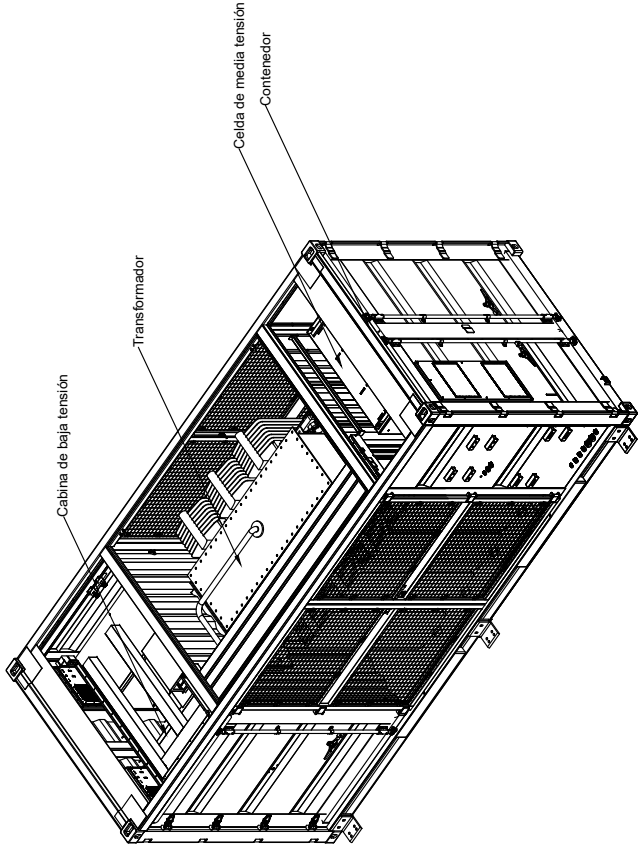 Cabina de baja tensión
Transformador
Celda de media tensión
Contenedor